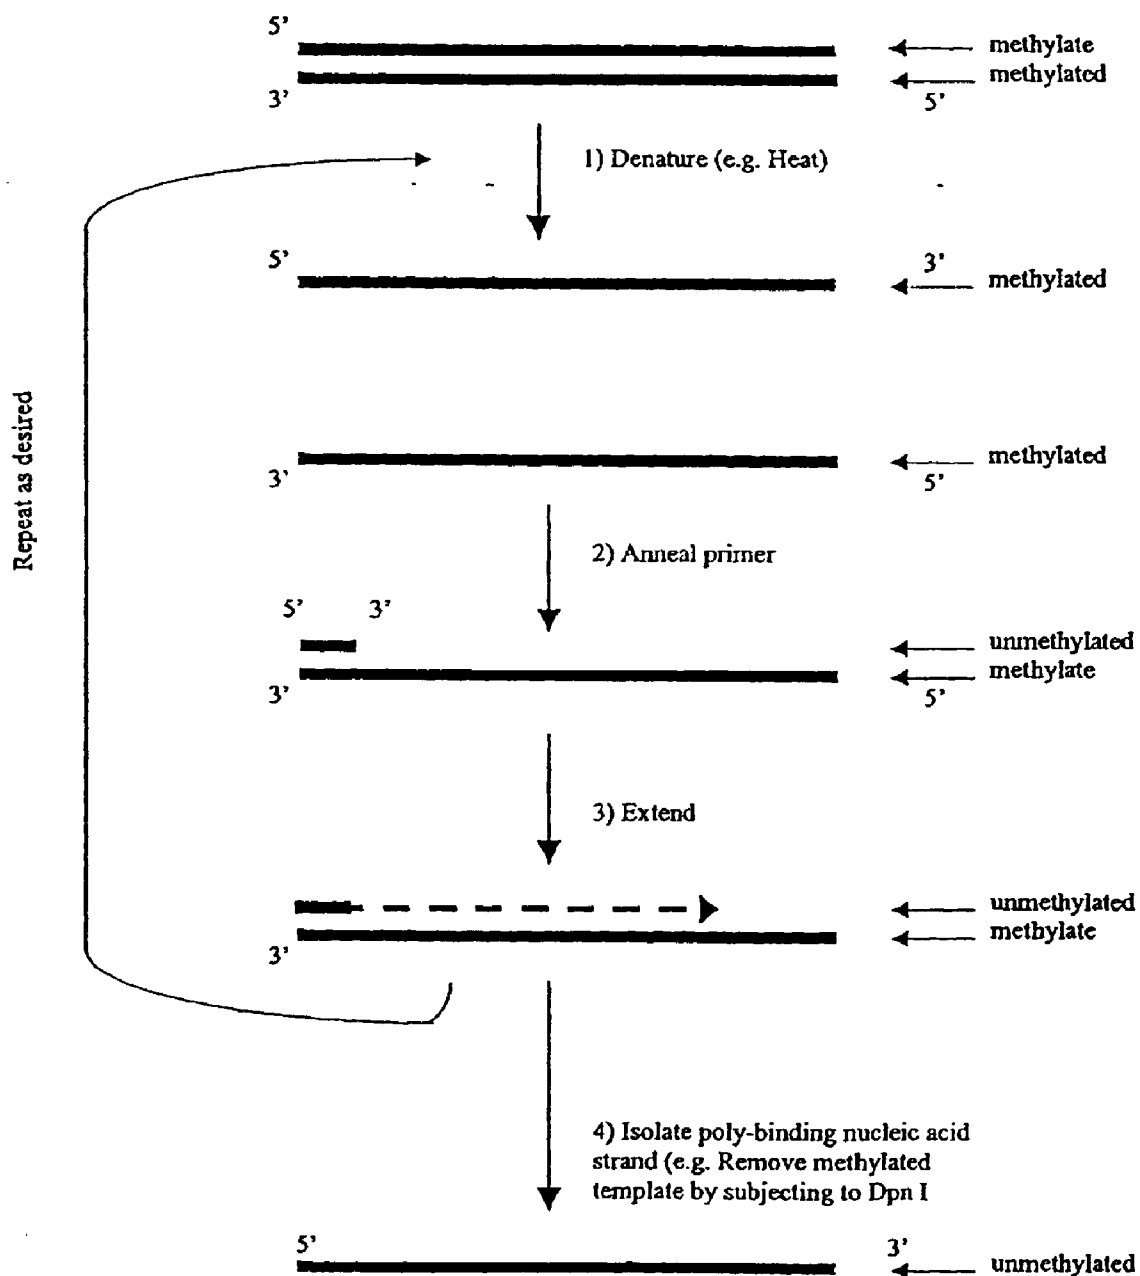 5'
methylate
methylated
3'
5'
1) Denature (e.g. Heat)
5'
3'
methylated
Repeat as desired
methylated
3'
5'
2) Anneal primer
5' 3'
unmethylated
methylate
3'
5'
3) Extend
unmethylated
methylate
3'
4) Isolate poly-binding nucleic acid
strand (e.g. Remove methylated
template by subjecting to Dpn I
5'
3'
unmethylated